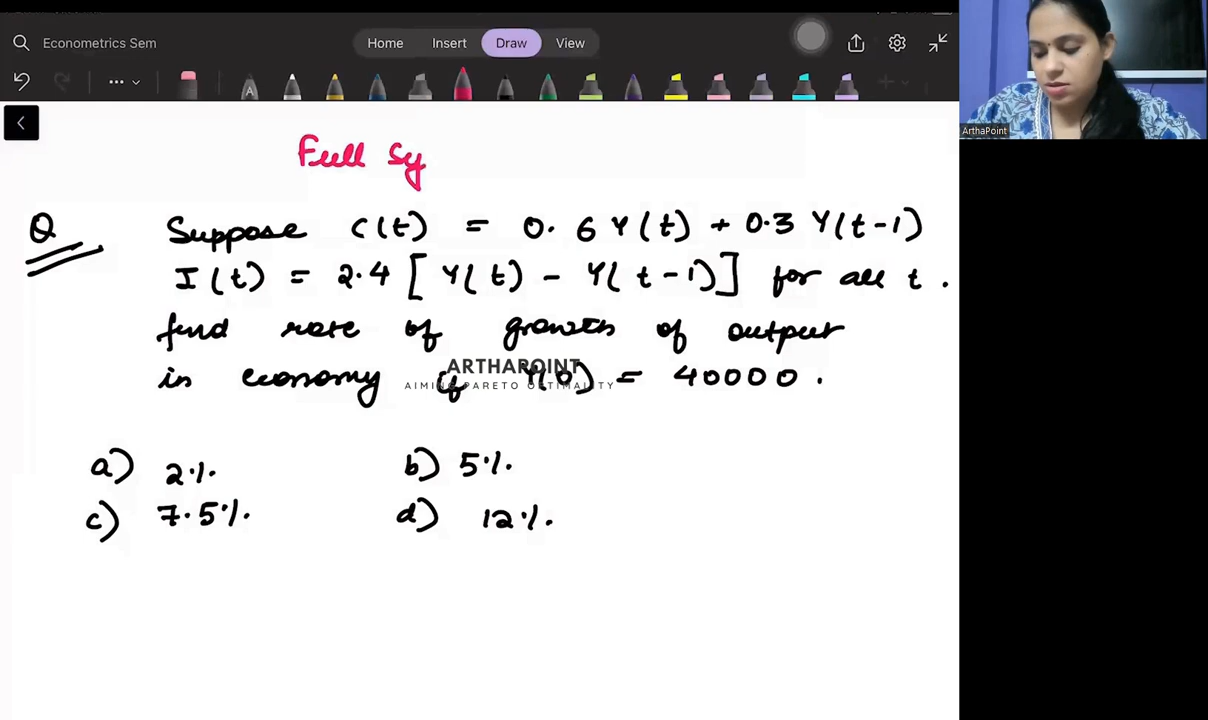 Econometrics Sem
Home Insert Draw View
A
ArthaPoint
Full Sy
Q Suppose C(t) = 0.6 Y(t) + 0.3 Y(t-1)
I(t) = 2.4 [Y(t) - Y(t-1)] for all t.
find rate of growth of output
in economy if Y(0) = 40000.
ARTHAPOINT
AIMING PARETO OPTIMALITY
a) 2% b) 5%
c) 7.5% d) 12%